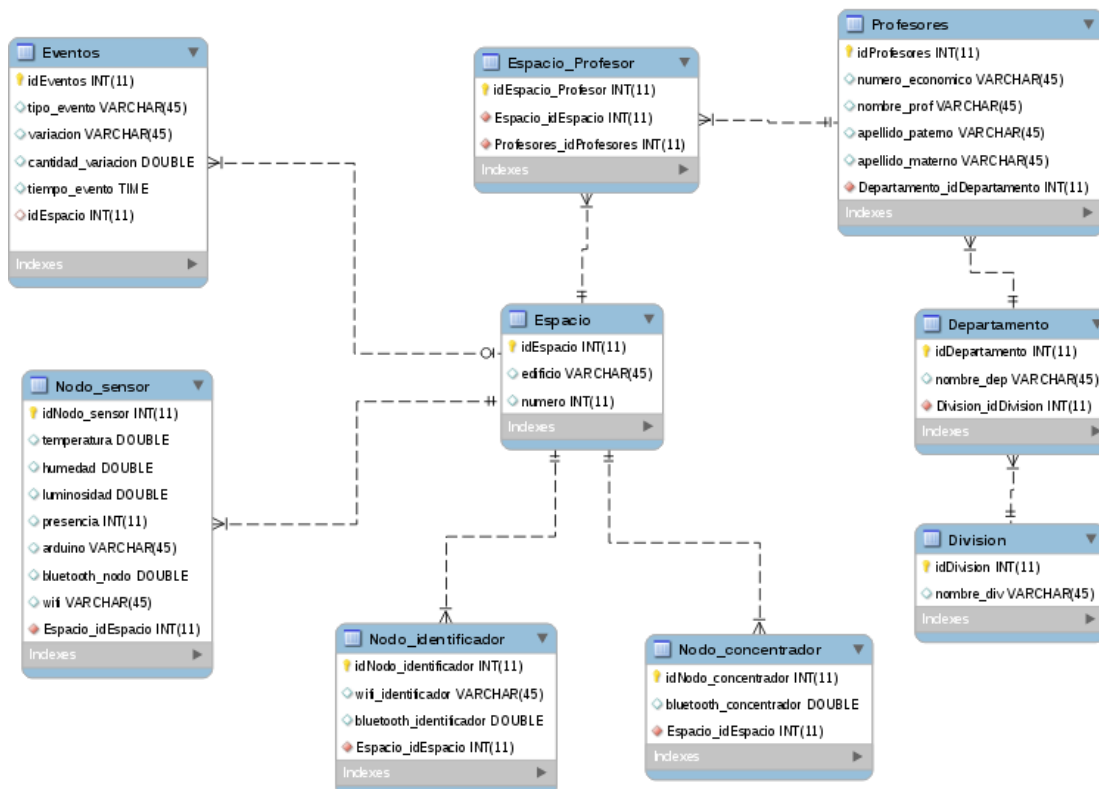 Eventos
idEventos INT(11)
tipo_evento VARCHAR(45)
variacion VARCHAR(45)
cantidad_variacion DOUBLE
tiempo_evento TIME
idEspacio INT(11)
Indexes
Espacio_Profesor
idEspacio_Profesor INT(11)
Espacio_idEspacio INT(11)
Profesores_idProfesores INT(11)
Indexes
Profesores
idProfesores INT(11)
numero_economico VARCHAR(45)
nombre_prof VARCHAR(45)
apellido_paterno VARCHAR(45)
apellido_materno VARCHAR(45)
Departamento_idDepartamento INT(11)
Indexes
Espacio
idEspacio INT(11)
edificio VARCHAR(45)
numero INT(11)
Indexes
Departamento
idDepartamento INT(11)
nombre_dep VARCHAR(45)
Division_idDivision INT(11)
Indexes
Nodo_sensor
idNodo_sensor INT(11)
temperatura DOUBLE
humedad DOUBLE
luminosidad DOUBLE
presencia INT(11)
arduino VARCHAR(45)
bluetooth_nodo DOUBLE
wifi VARCHAR(45)
Espacio_idEspacio INT(11)
Indexes
Division
idDivision INT(11)
nombre_div VARCHAR(45)
Indexes
Nodo_identificador
idNodo_identificador INT(11)
wifi_identificador VARCHAR(45)
bluetooth_identificador DOUBLE
Espacio_idEspacio INT(11)
Indexes
Nodo_concentrador
idNodo_concentrador INT(11)
bluetooth_concentrador DOUBLE
Espacio_idEspacio INT(11)
Indexes